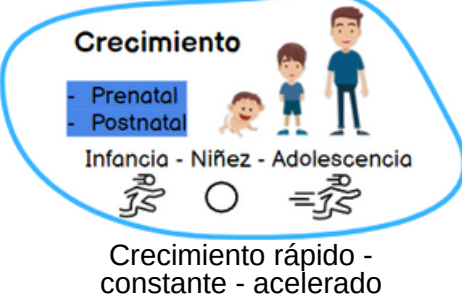 Crecimiento
- Prenatal
- Postnatal
Infancia - Niñez - Adolescencia
Crecimiento rápido -
constante - acelerado